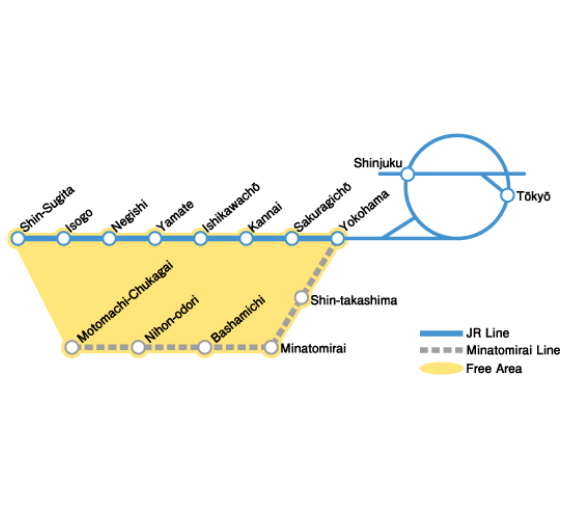 Shinjuku
Tōkyō
Shin-Sugita
Isogo
Negishi
Yamate
Ishikawachō
Kannai
Sakuragichō
Yokohama
Motomachi-Chukagai
Nihon-odori
Bashamichi
Shin-takashima
Minatomirai
JR Line
Minatomirai Line
Free Area